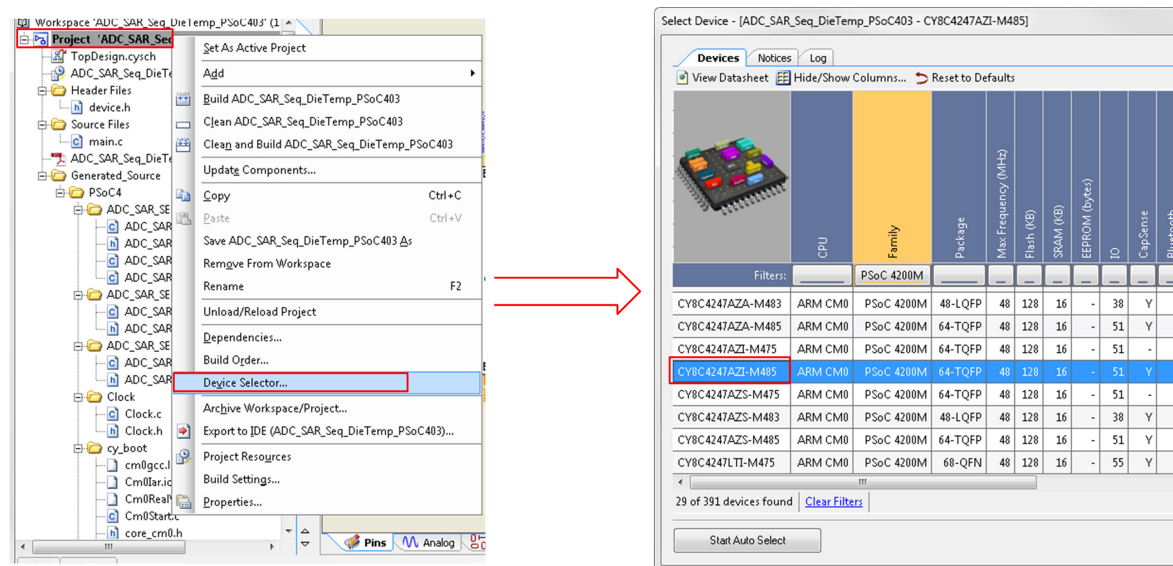 Workspace 'ADC_SAR_Seq_DieTemp_PSoC403' (1
Project 'ADC_SAR_Sec
TopDesign.cysch
ADC_SAR_Seq_DieTe
Header Files
device.h
Source Files
main.c
ADC_SAR_Seq_DieTe
Generated_Source
PSoC4
ADC_SAR_SE
ADC_SAR
ADC_SAR
ADC_SAR
ADC_SAR
ADC_SAR_SE
ADC_SAR
ADC_SAR
ADC_SAR_SE
ADC_SAR
ADC_SAR
Clock
Clock.c
Clock.h
cy_boot
cm0gcc.l
Cm0Iar.ic
Cm0Real
Cm0Start.c
core_cm0.h
Set As Active Project
Add
Build ADC_SAR_Seq_DieTemp_PSoC403
Clean ADC_SAR_Seq_DieTemp_PSoC403
Clean and Build ADC_SAR_Seq_DieTemp_PSoC403
Update Components...
Copy Ctrl+C
Paste Ctrl+V
Save ADC_SAR_Seq_DieTemp_PSoC403 As
Remove From Workspace
Rename F2
Unload/Reload Project
Dependencies...
Build Order...
Device Selector...
Archive Workspace/Project...
Export to IDE (ADC_SAR_Seq_DieTemp_PSoC403)...
Project Resources
Build Settings...
Properties...
Pins Analog
Select Device - [ADC_SAR_Seq_DieTemp_PSoC403 - CY8C4247AZI-M485]
Devices Notices Log
View Datasheet Hide/Show Columns... Reset to Defaults
CPU Family Package Max Frequency (MHz) Flash (KB) SRAM (KB) EEPROM (bytes) IO CapSense Bluetooth
Filters: PSoC 4200M
CY8C4247AZA-M483 ARM CM0 PSoC 4200M 48-LQFP 48 128 16 - 38 Y
CY8C4247AZA-M485 ARM CM0 PSoC 4200M 64-TQFP 48 128 16 - 51 Y
CY8C4247AZI-M475 ARM CM0 PSoC 4200M 64-TQFP 48 128 16 - 51 -
CY8C4247AZI-M485 ARM CM0 PSoC 4200M 64-TQFP 48 128 16 - 51 Y
CY8C4247AZS-M475 ARM CM0 PSoC 4200M 64-TQFP 48 128 16 - 51 -
CY8C4247AZS-M483 ARM CM0 PSoC 4200M 48-LQFP 48 128 16 - 38 Y
CY8C4247AZS-M485 ARM CM0 PSoC 4200M 64-TQFP 48 128 16 - 51 Y
CY8C4247LTI-M475 ARM CM0 PSoC 4200M 68-QFN 48 128 16 - 55 Y
29 of 391 devices found Clear Filters
Start Auto Select